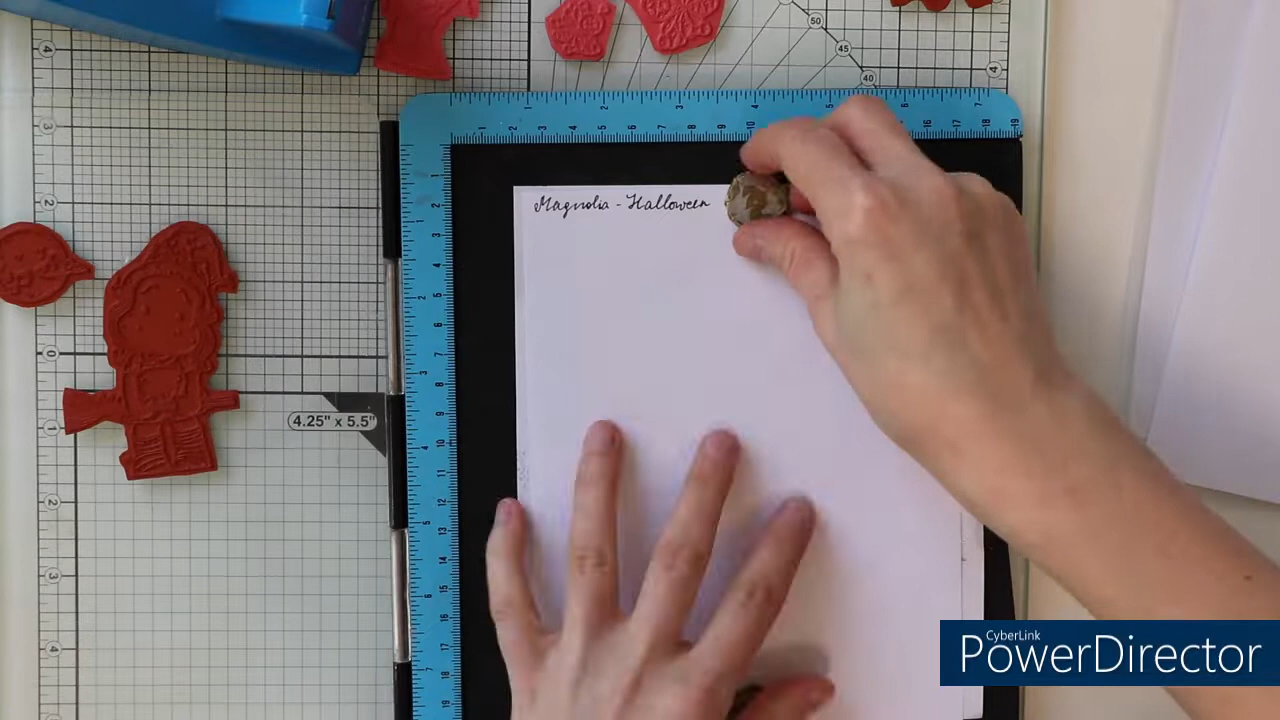 Magnolia - Halloween
4.25" x 5.5"
CyberLink
PowerDirector